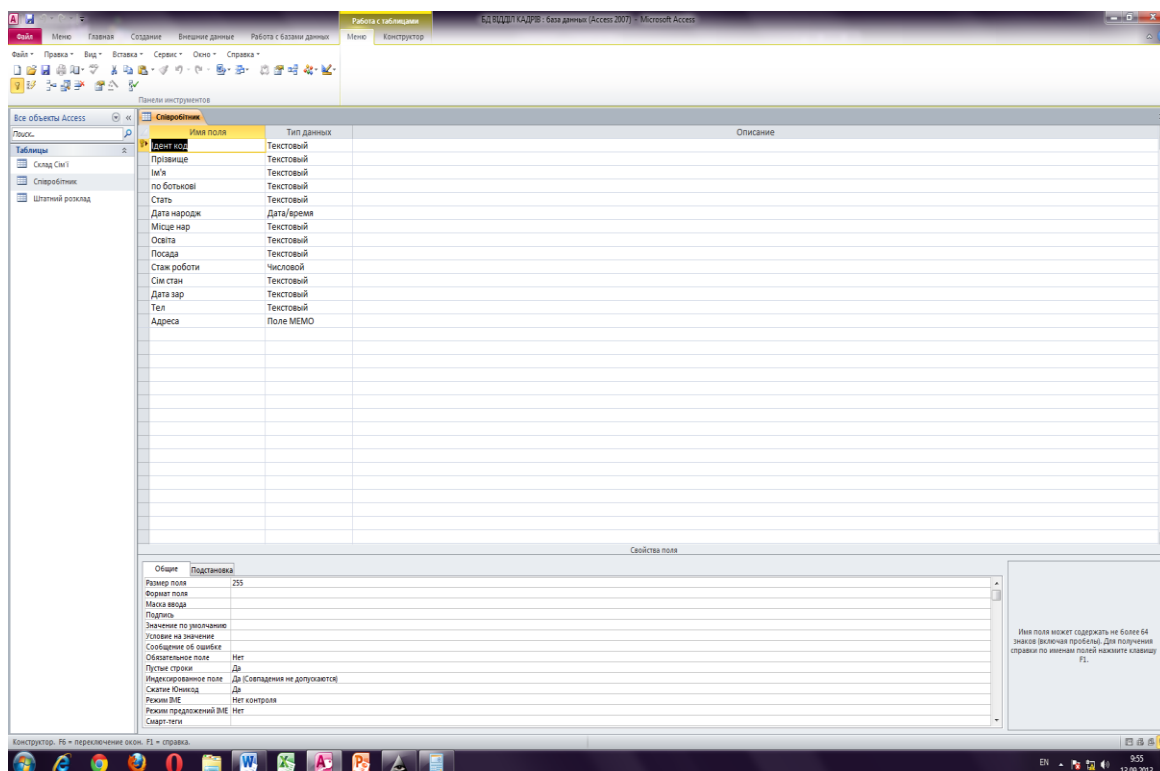 Работа с таблицами БД ВІДДІЛ КАДРІВ : база данных (Access 2007) - Microsoft Access
Файл Меню Главная Создание Внешние данные Работа с базами данных Меню Конструктор
Файл Правка Вид Вставка Сервис Окно Справка
Панели инструментов
Все объекты Access « Співробітник
Поиск... Имя поля Тип данных Описание
Таблицы Ідент код Текстовый
Склад Сім'ї Прізвище Текстовый
Співробітник Ім'я Текстовый
Штатний розклад по ботькові Текстовый
Стать Текстовый
Дата народж Дата/время
Місце нар Текстовый
Освіта Текстовый
Посада Текстовый
Стаж роботи Числовой
Сім стан Текстовый
Дата зар Текстовый
Тел Текстовый
Адреса Поле МЕМО
Свойства поля
Общие Подстановка
Размер поля 255
Формат поля
Маска ввода
Подпись
Значение по умолчанию
Условие на значение
Сообщение об ошибке
Обязательное поле Нет
Пустые строки Да
Индексированное поле Да (Совпадения не допускаются)
Сжатие Юникод Да
Режим IME Нет контроля
Режим предложений IME Нет
Смарт-теги
Имя поля может содержать не более 64
знаков (включая пробелы). Для получения
справки по именам полей нажмите клавишу
F1.
Конструктор. F6 = переключение окон. F1 = справка.
EN 9:55
12.09.2012